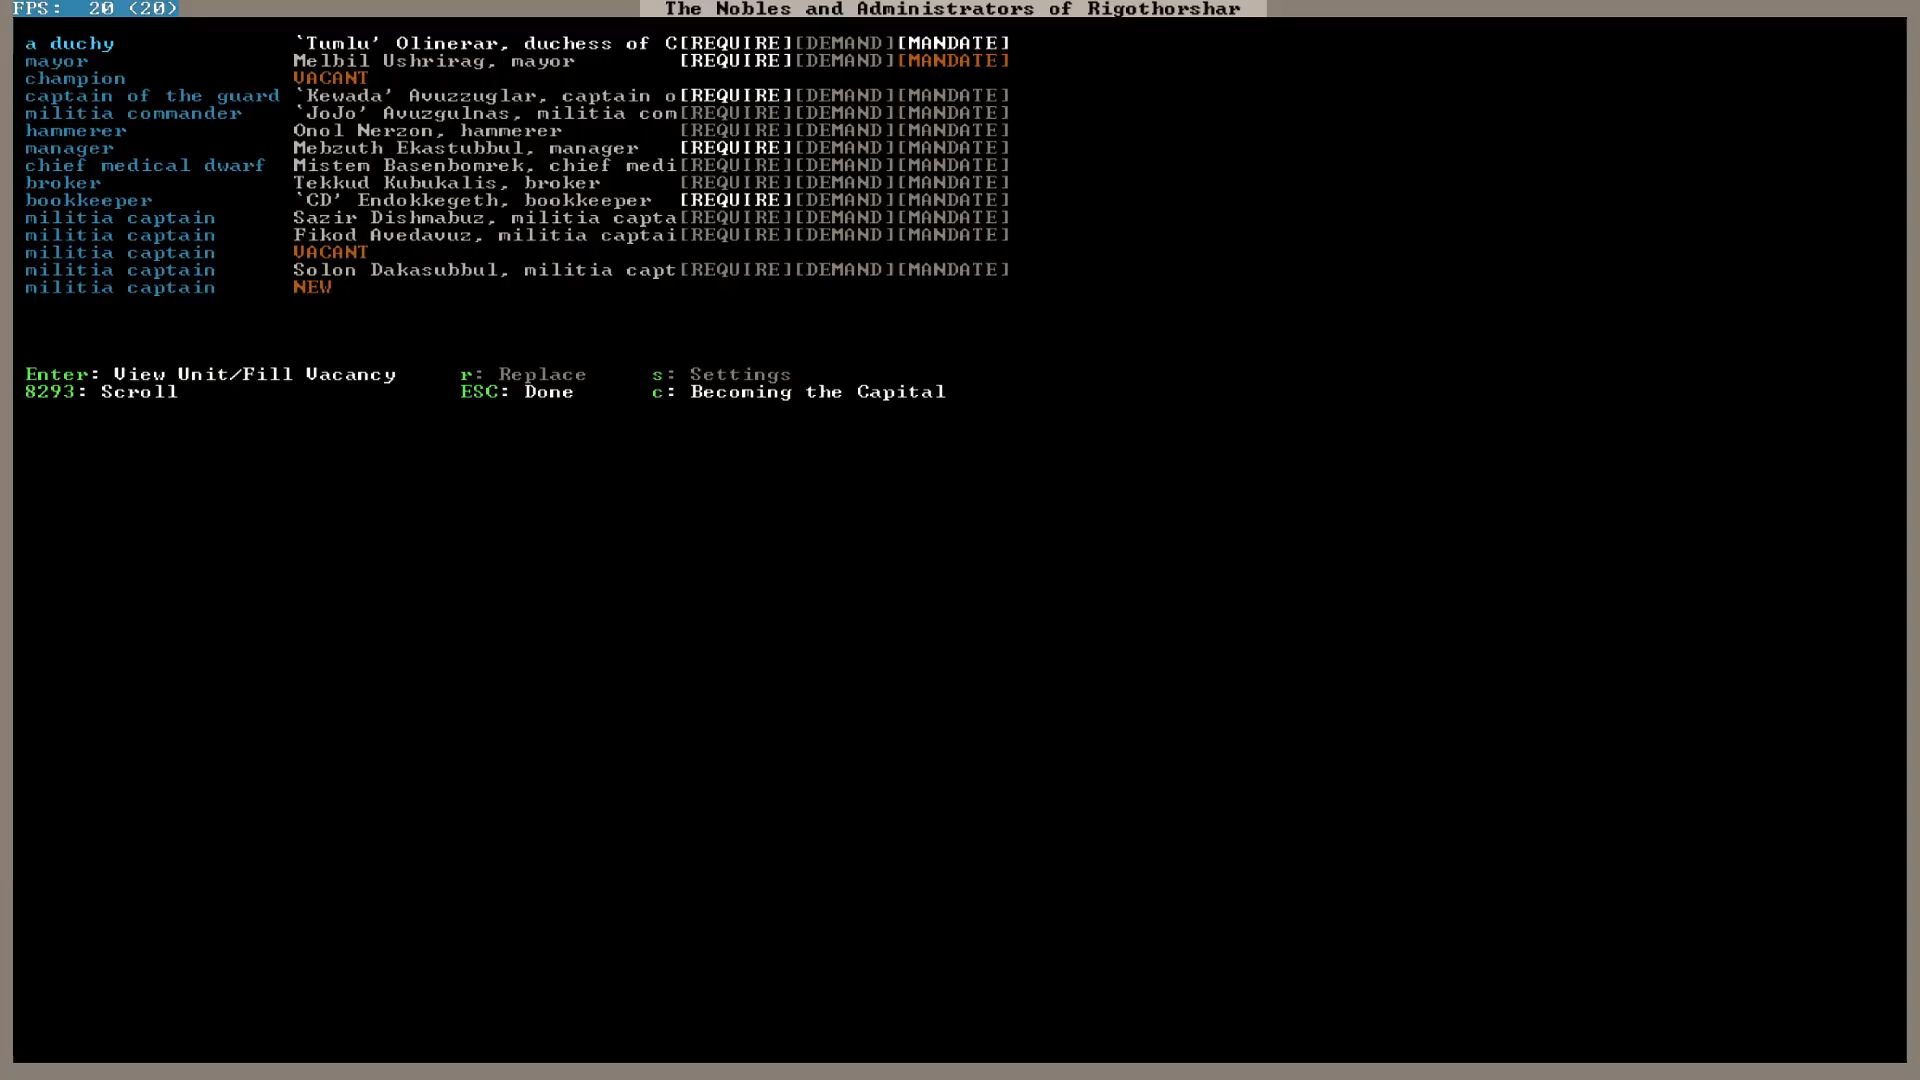 FPS: 20 (20)
The Nobles and Administrators of Rigothorshar
a duchy `Tumlu' Olinerar, duchess of C[REQUIRE][DEMAND][MANDATE]
mayor Melbil Ushrirag, mayor [REQUIRE][DEMAND][MANDATE]
champion VACANT
captain of the guard `Kewada' Avuzzuglar, captain o[REQUIRE][DEMAND][MANDATE]
militia commander `JoJo' Avuzgulnas, militia com[REQUIRE][DEMAND][MANDATE]
hammerer Onol Nerzon, hammerer [REQUIRE][DEMAND][MANDATE]
manager Mebzuth Ekastubbul, manager [REQUIRE][DEMAND][MANDATE]
chief medical dwarf Mistem Basenbomrek, chief medi[REQUIRE][DEMAND][MANDATE]
broker Tekkud Kubukalis, broker [REQUIRE][DEMAND][MANDATE]
bookkeeper `CD' Endokkegeth, bookkeeper [REQUIRE][DEMAND][MANDATE]
militia captain Sazir Dishmabuz, militia capta[REQUIRE][DEMAND][MANDATE]
militia captain Fikod Avedavuz, militia captai[REQUIRE][DEMAND][MANDATE]
militia captain VACANT
militia captain Solon Dakasubbul, militia capt[REQUIRE][DEMAND][MANDATE]
militia captain NEW
Enter: View Unit/Fill Vacancy r: Replace s: Settings
8293: Scroll ESC: Done c: Becoming the Capital